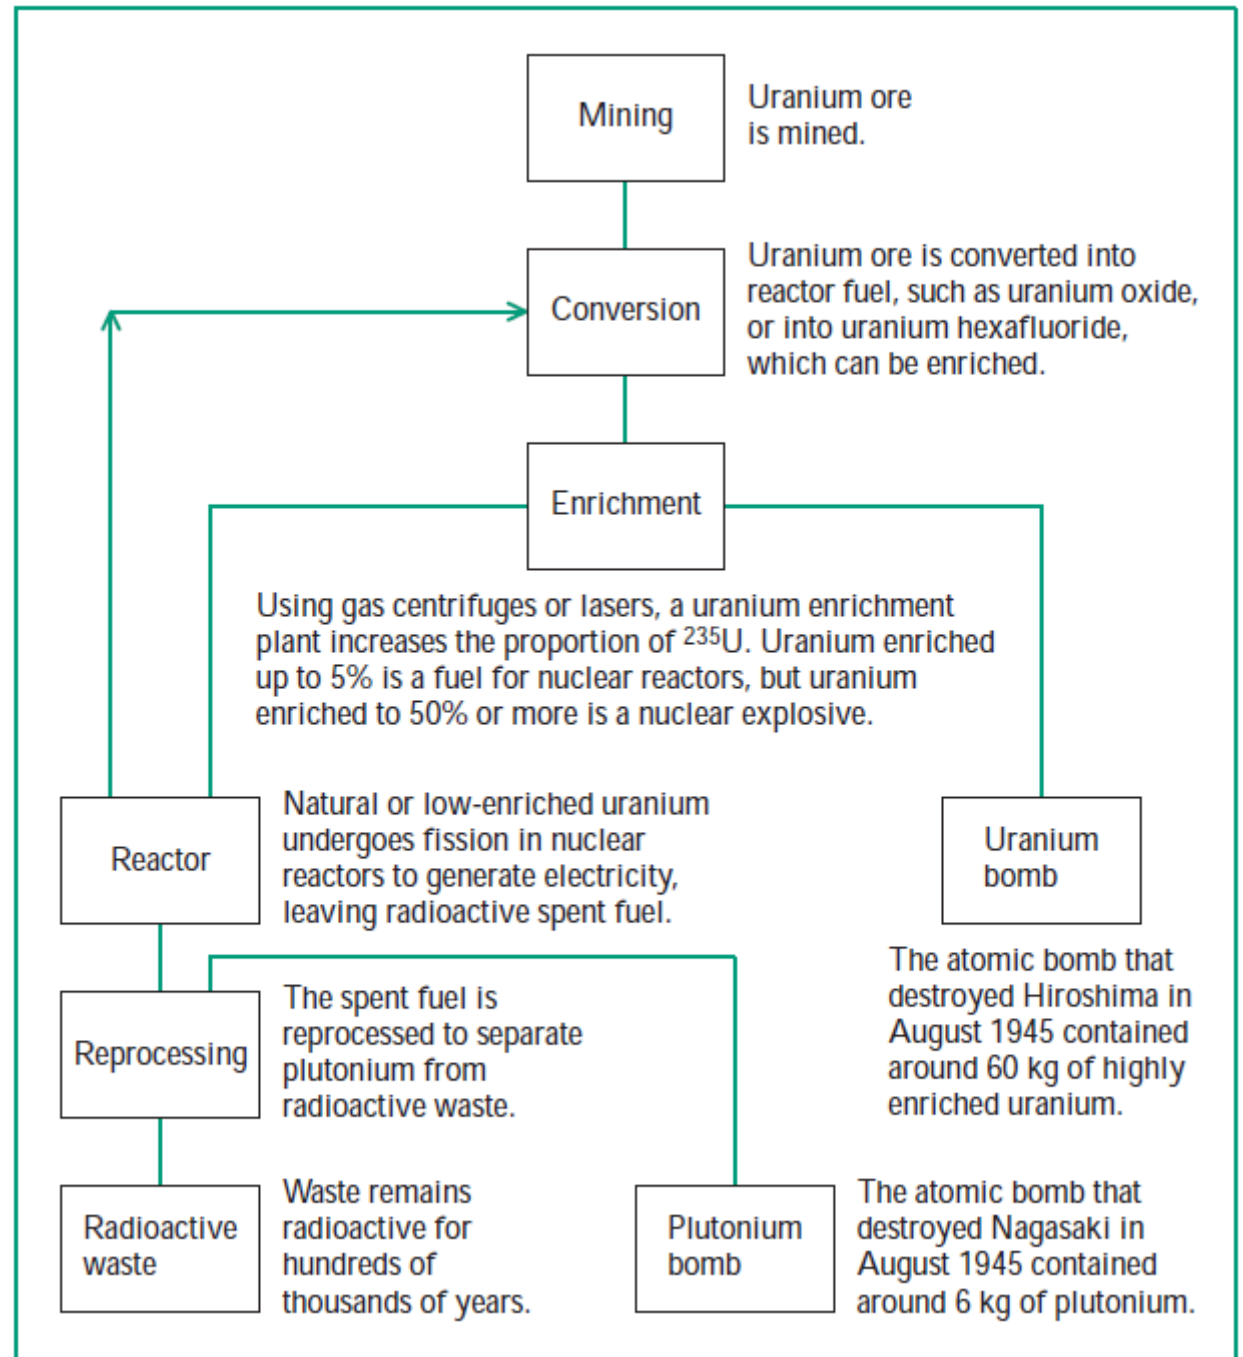 Mining
Uranium ore
is mined.
Conversion
Uranium ore is converted into
reactor fuel, such as uranium oxide,
or into uranium hexafluoride,
which can be enriched.
Enrichment
Using gas centrifuges or lasers, a uranium enrichment
plant increases the proportion of ²³⁵U. Uranium enriched
up to 5% is a fuel for nuclear reactors, but uranium
enriched to 50% or more is a nuclear explosive.
Reactor
Natural or low-enriched uranium
undergoes fission in nuclear
reactors to generate electricity,
leaving radioactive spent fuel.
Uranium
bomb
The atomic bomb that
destroyed Hiroshima in
August 1945 contained
around 60 kg of highly
enriched uranium.
Reprocessing
The spent fuel is
reprocessed to separate
plutonium from
radioactive waste.
Radioactive
waste
Waste remains
radioactive for
hundreds of
thousands of years.
Plutonium
bomb
The atomic bomb that
destroyed Nagasaki in
August 1945 contained
around 6 kg of plutonium.